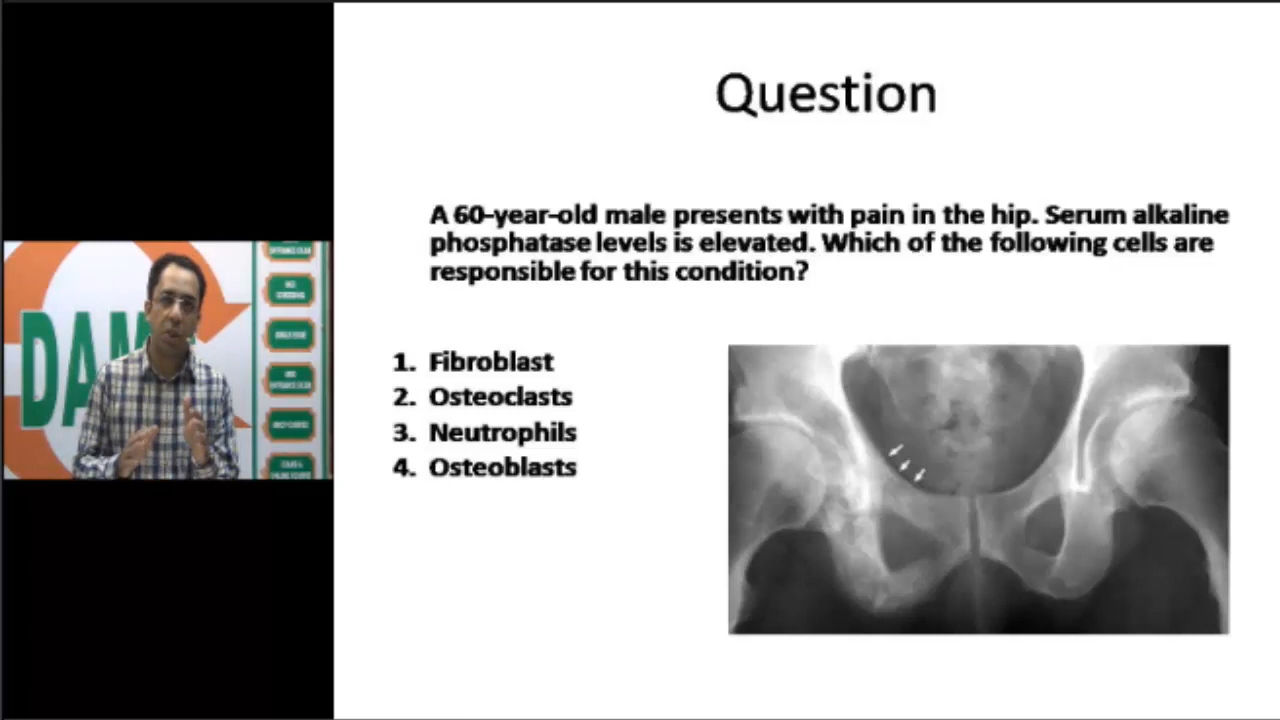 Question
A 60-year-old male presents with pain in the hip. Serum alkaline
phosphatase levels is elevated. Which of the following cells are
responsible for this condition?
1. Fibroblast
2. Osteoclasts
3. Neutrophils
4. Osteoblasts
DAM